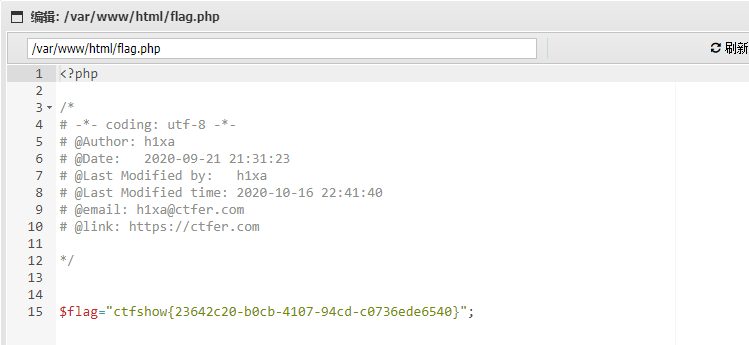 编辑: /var/www/html/flag.php
/var/www/html/flag.php
刷新
1 <?php
2
3 /*
4 # -*- coding: utf-8 -*-
5 # @Author: h1xa
6 # @Date:   2020-09-21 21:31:23
7 # @Last Modified by:   h1xa
8 # @Last Modified time: 2020-10-16 22:41:40
9 # @email: h1xa@ctfer.com
10 # @link: https://ctfer.com
11
12 */
13
14
15 $flag="ctfshow{23642c20-b0cb-4107-94cd-c0736ede6540}";